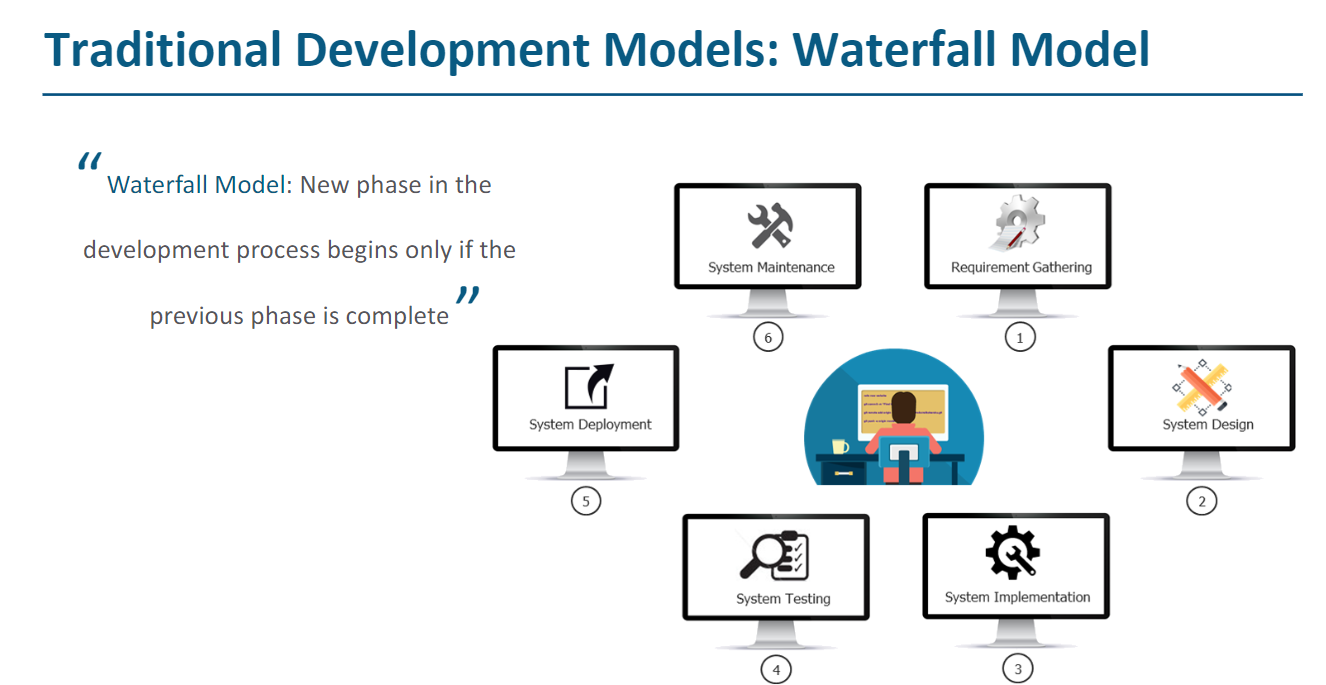 Traditional Development Models: Waterfall Model
“Waterfall Model: New phase in the
development process begins only if the
previous phase is complete”
System Maintenance
6
Requirement Gathering
1
System Deployment
5
System Design
2
System Testing
4
System Implementation
3